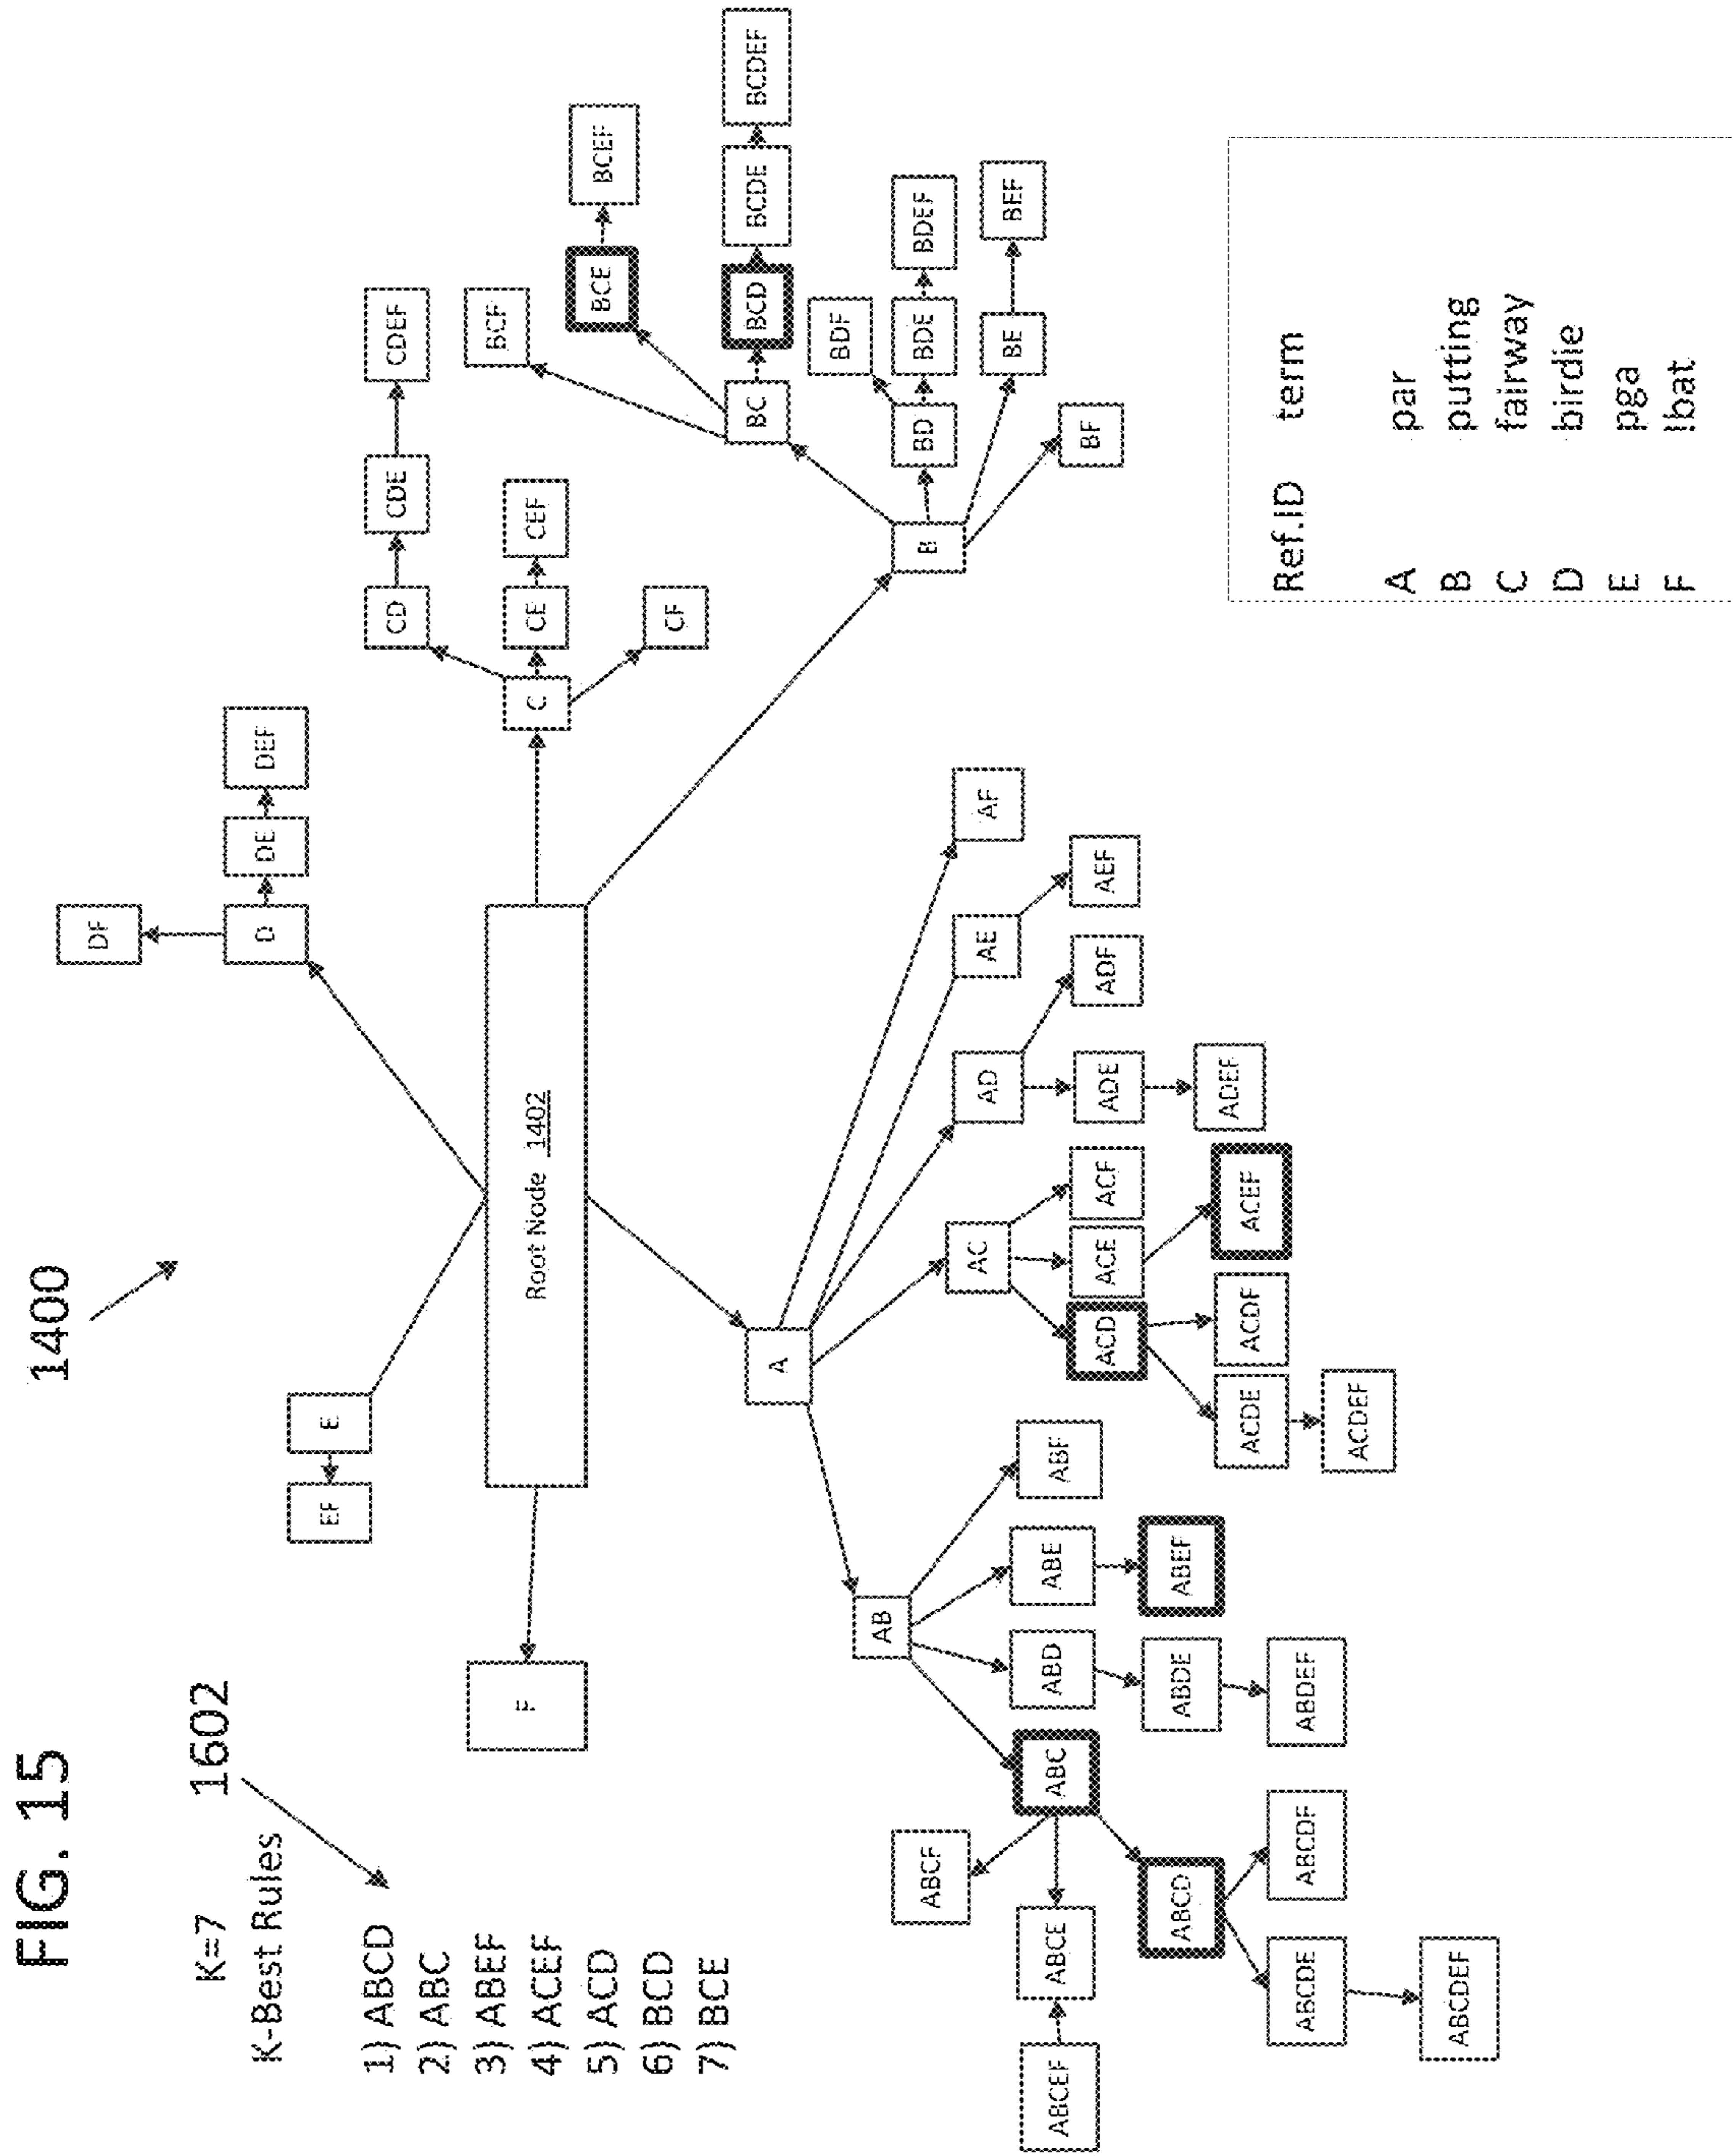 FIG. 15
1400
K=7
1602
K-Best Rules
1) ABCD
2) ABC
3) ABEF
4) ACEF
5) ACD
6) BCD
7) BCE
DF
EF
E
D
DE
DEF
F
Root Node 1402
C
CD
CDE
CDEF
CE
CEF
CF
BCF
BCE
BCEF
BC
BCD
BCDE
BCDEF
BDF
B
BD
BDE
BDEF
BE
BEF
BF
A
AB
AC
AD
AE
AF
ABCF
ABCEF
ABCE
ABC
ABD
ABE
ABF
ACD
ACE
ACF
ADE
ADF
AEF
ABCD
ABDE
ABEF
ACDE
ACDF
ACEF
ADEF
ABCDE
ABCDF
ABDEF
ACDEF
ABCDEF
Ref.ID term
A par
B putting
C fairway
D birdie
E pga
F !bat